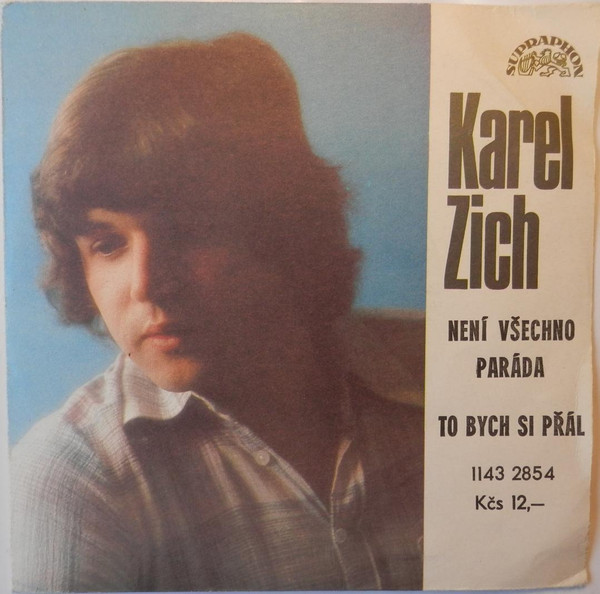 SUPRAPHON
Karel
Zich
NENÍ VŠECHNO
PARÁDA
TO BYCH SI PŘÁL
1143 2854
Kčs 12,—